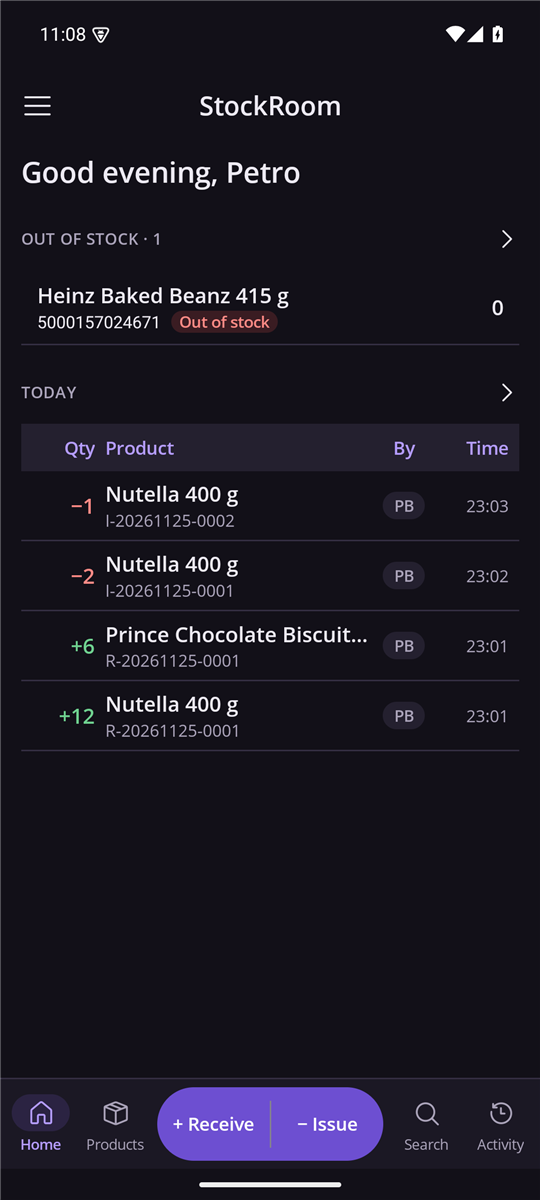 11:08
StockRoom
Good evening, Petro
OUT OF STOCK · 1
Heinz Baked Beanz 415 g
5000157024671 Out of stock
0
TODAY
Qty Product By Time
−1 Nutella 400 g PB 23:03
I-20261125-0002
−2 Nutella 400 g PB 23:02
I-20261125-0001
+6 Prince Chocolate Biscuit... PB 23:01
R-20261125-0001
+12 Nutella 400 g PB 23:01
R-20261125-0001
+ Receive − Issue
Home Products Search Activity